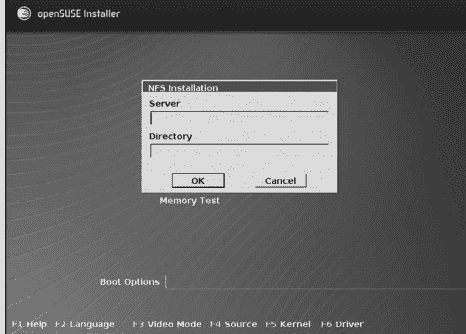 openSUSE Installer
NFS Installation
Server
Directory
OK Cancel
Memory Test
Boot Options
F1 Help F2 Language F3 Video Mode F4 Source F5 Kernel F6 Driver